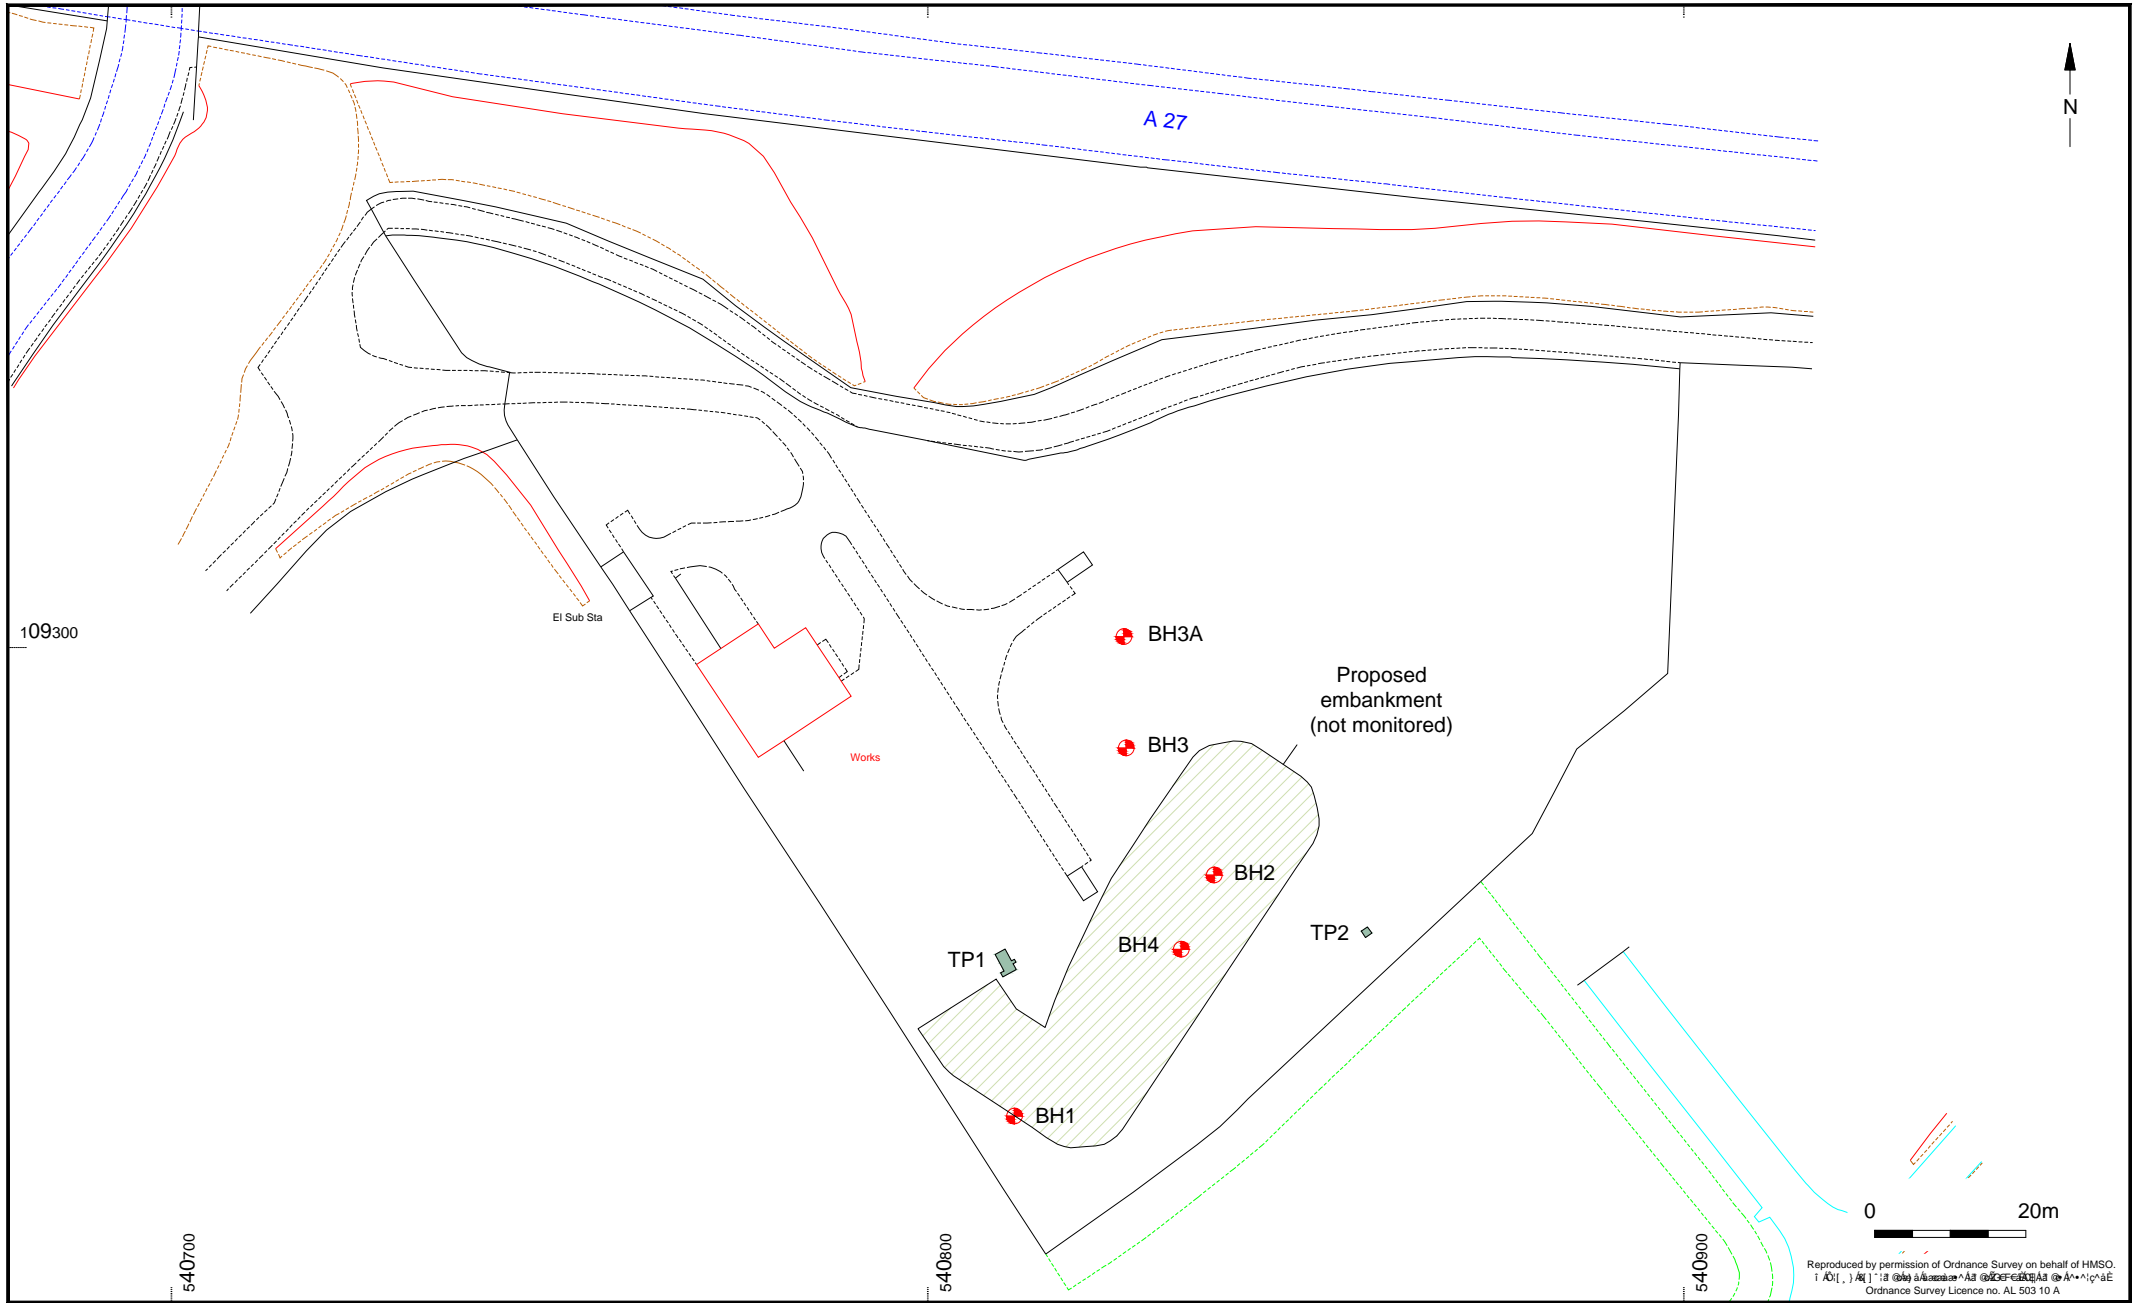 A 27
N
El Sub Sta
109300
BH3A
Proposed
embankment
(not monitored)
BH3
Works
BH2
BH4
TP2
TP1
BH1
0 20m
540700
540800
540900
Reproduced by permission of Ordnance Survey on behalf of HMSO.
Ordnance Survey Licence no. AL 503 10 A